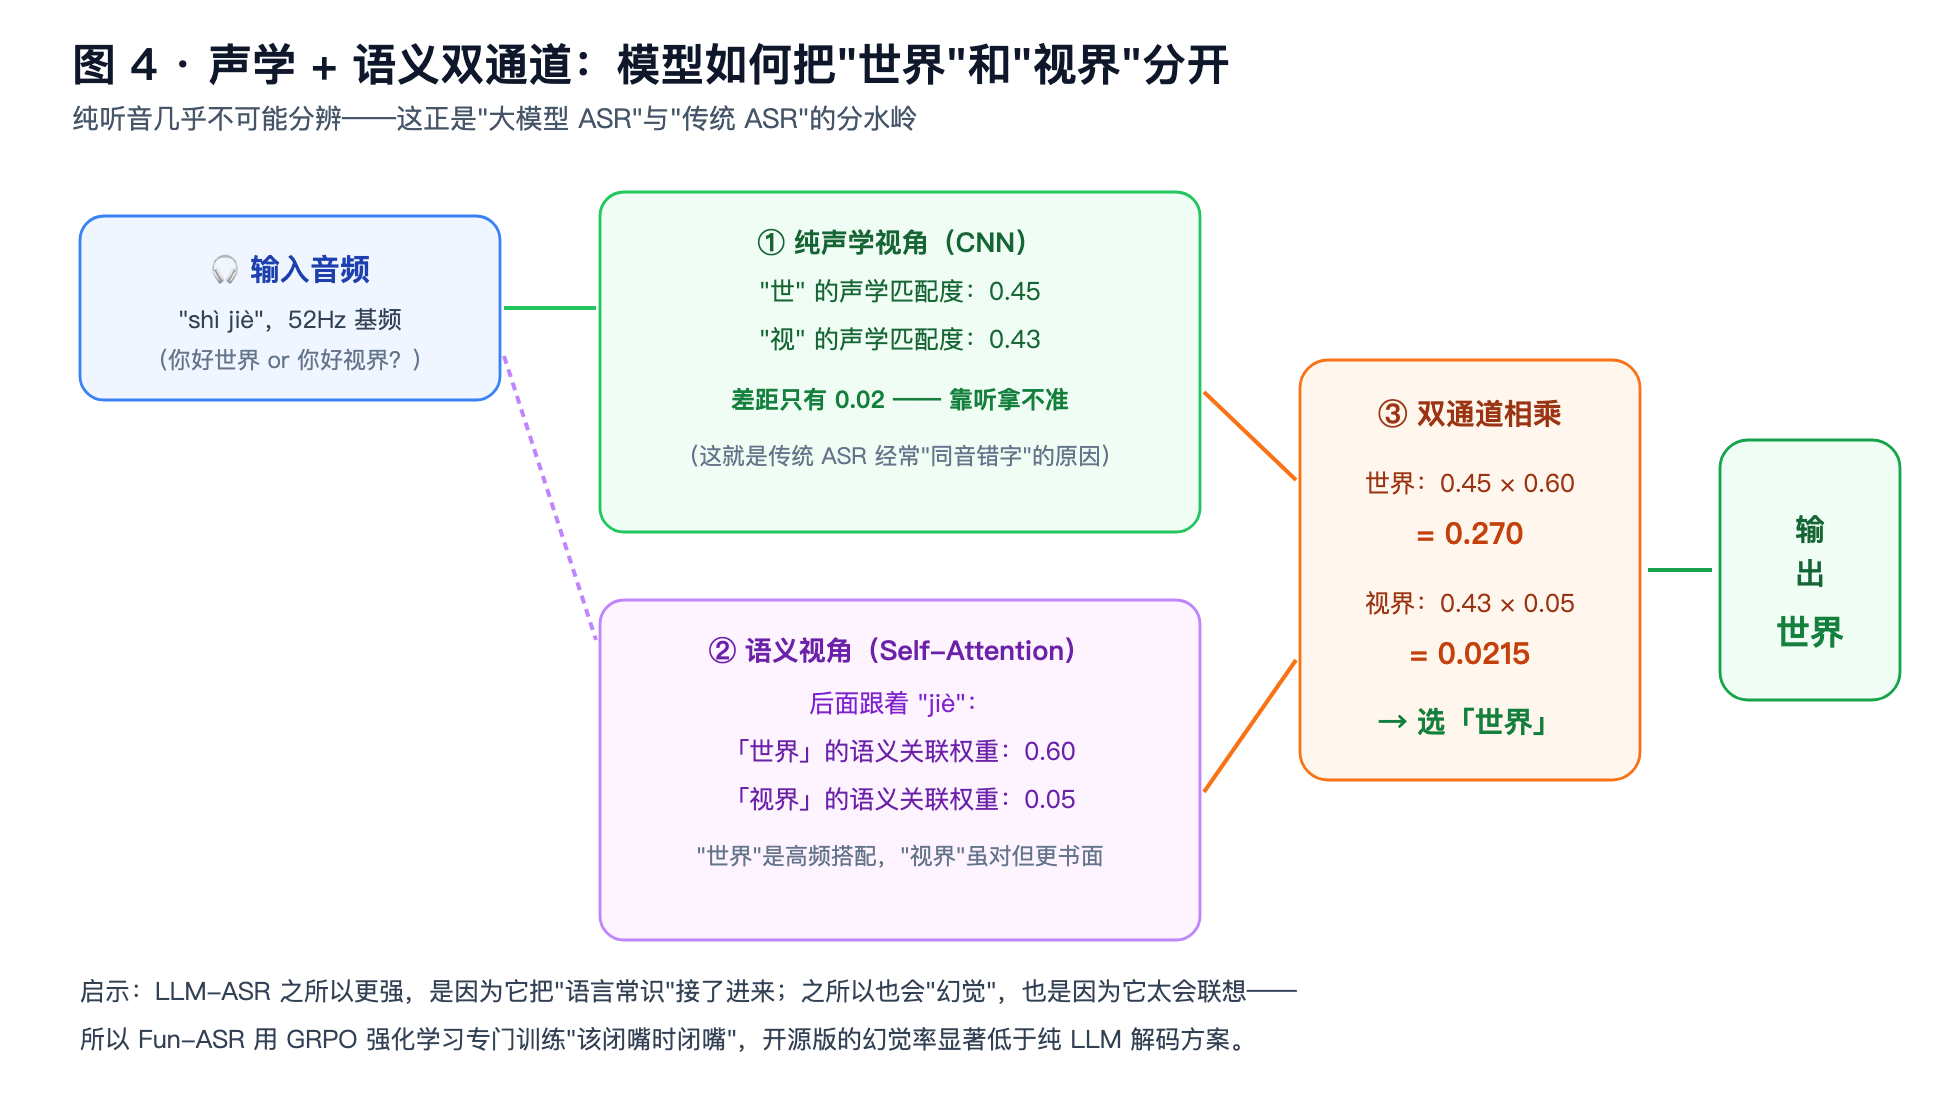 图 4 · 声学 + 语义双通道：模型如何把"世界"和"视界"分开
纯听音几乎不可能分辨——这正是"大模型 ASR"与"传统 ASR"的分水岭
🎧 输入音频
"shì jiè"，52Hz 基频
（你好世界 or 你好视界？）
① 纯声学视角（CNN）
"世" 的声学匹配度：0.45
"视" 的声学匹配度：0.43
差距只有 0.02 —— 靠听拿不准
（这就是传统 ASR 经常"同音错字"的原因）
② 语义视角（Self-Attention）
后面跟着 "jiè"：
「世界」的语义关联权重：0.60
「视界」的语义关联权重：0.05
"世界"是高频搭配，"视界"虽对但更书面
③ 双通道相乘
世界：0.45 × 0.60
= 0.270
视界：0.43 × 0.05
= 0.0215
→ 选「世界」
输
出
世界
启示：LLM-ASR 之所以更强，是因为它把"语言常识"接了进来；之所以也会"幻觉"，也是因为它太会联想——
所以 Fun-ASR 用 GRPO 强化学习专门训练"该闭嘴时闭嘴"，开源版的幻觉率显著低于纯 LLM 解码方案。